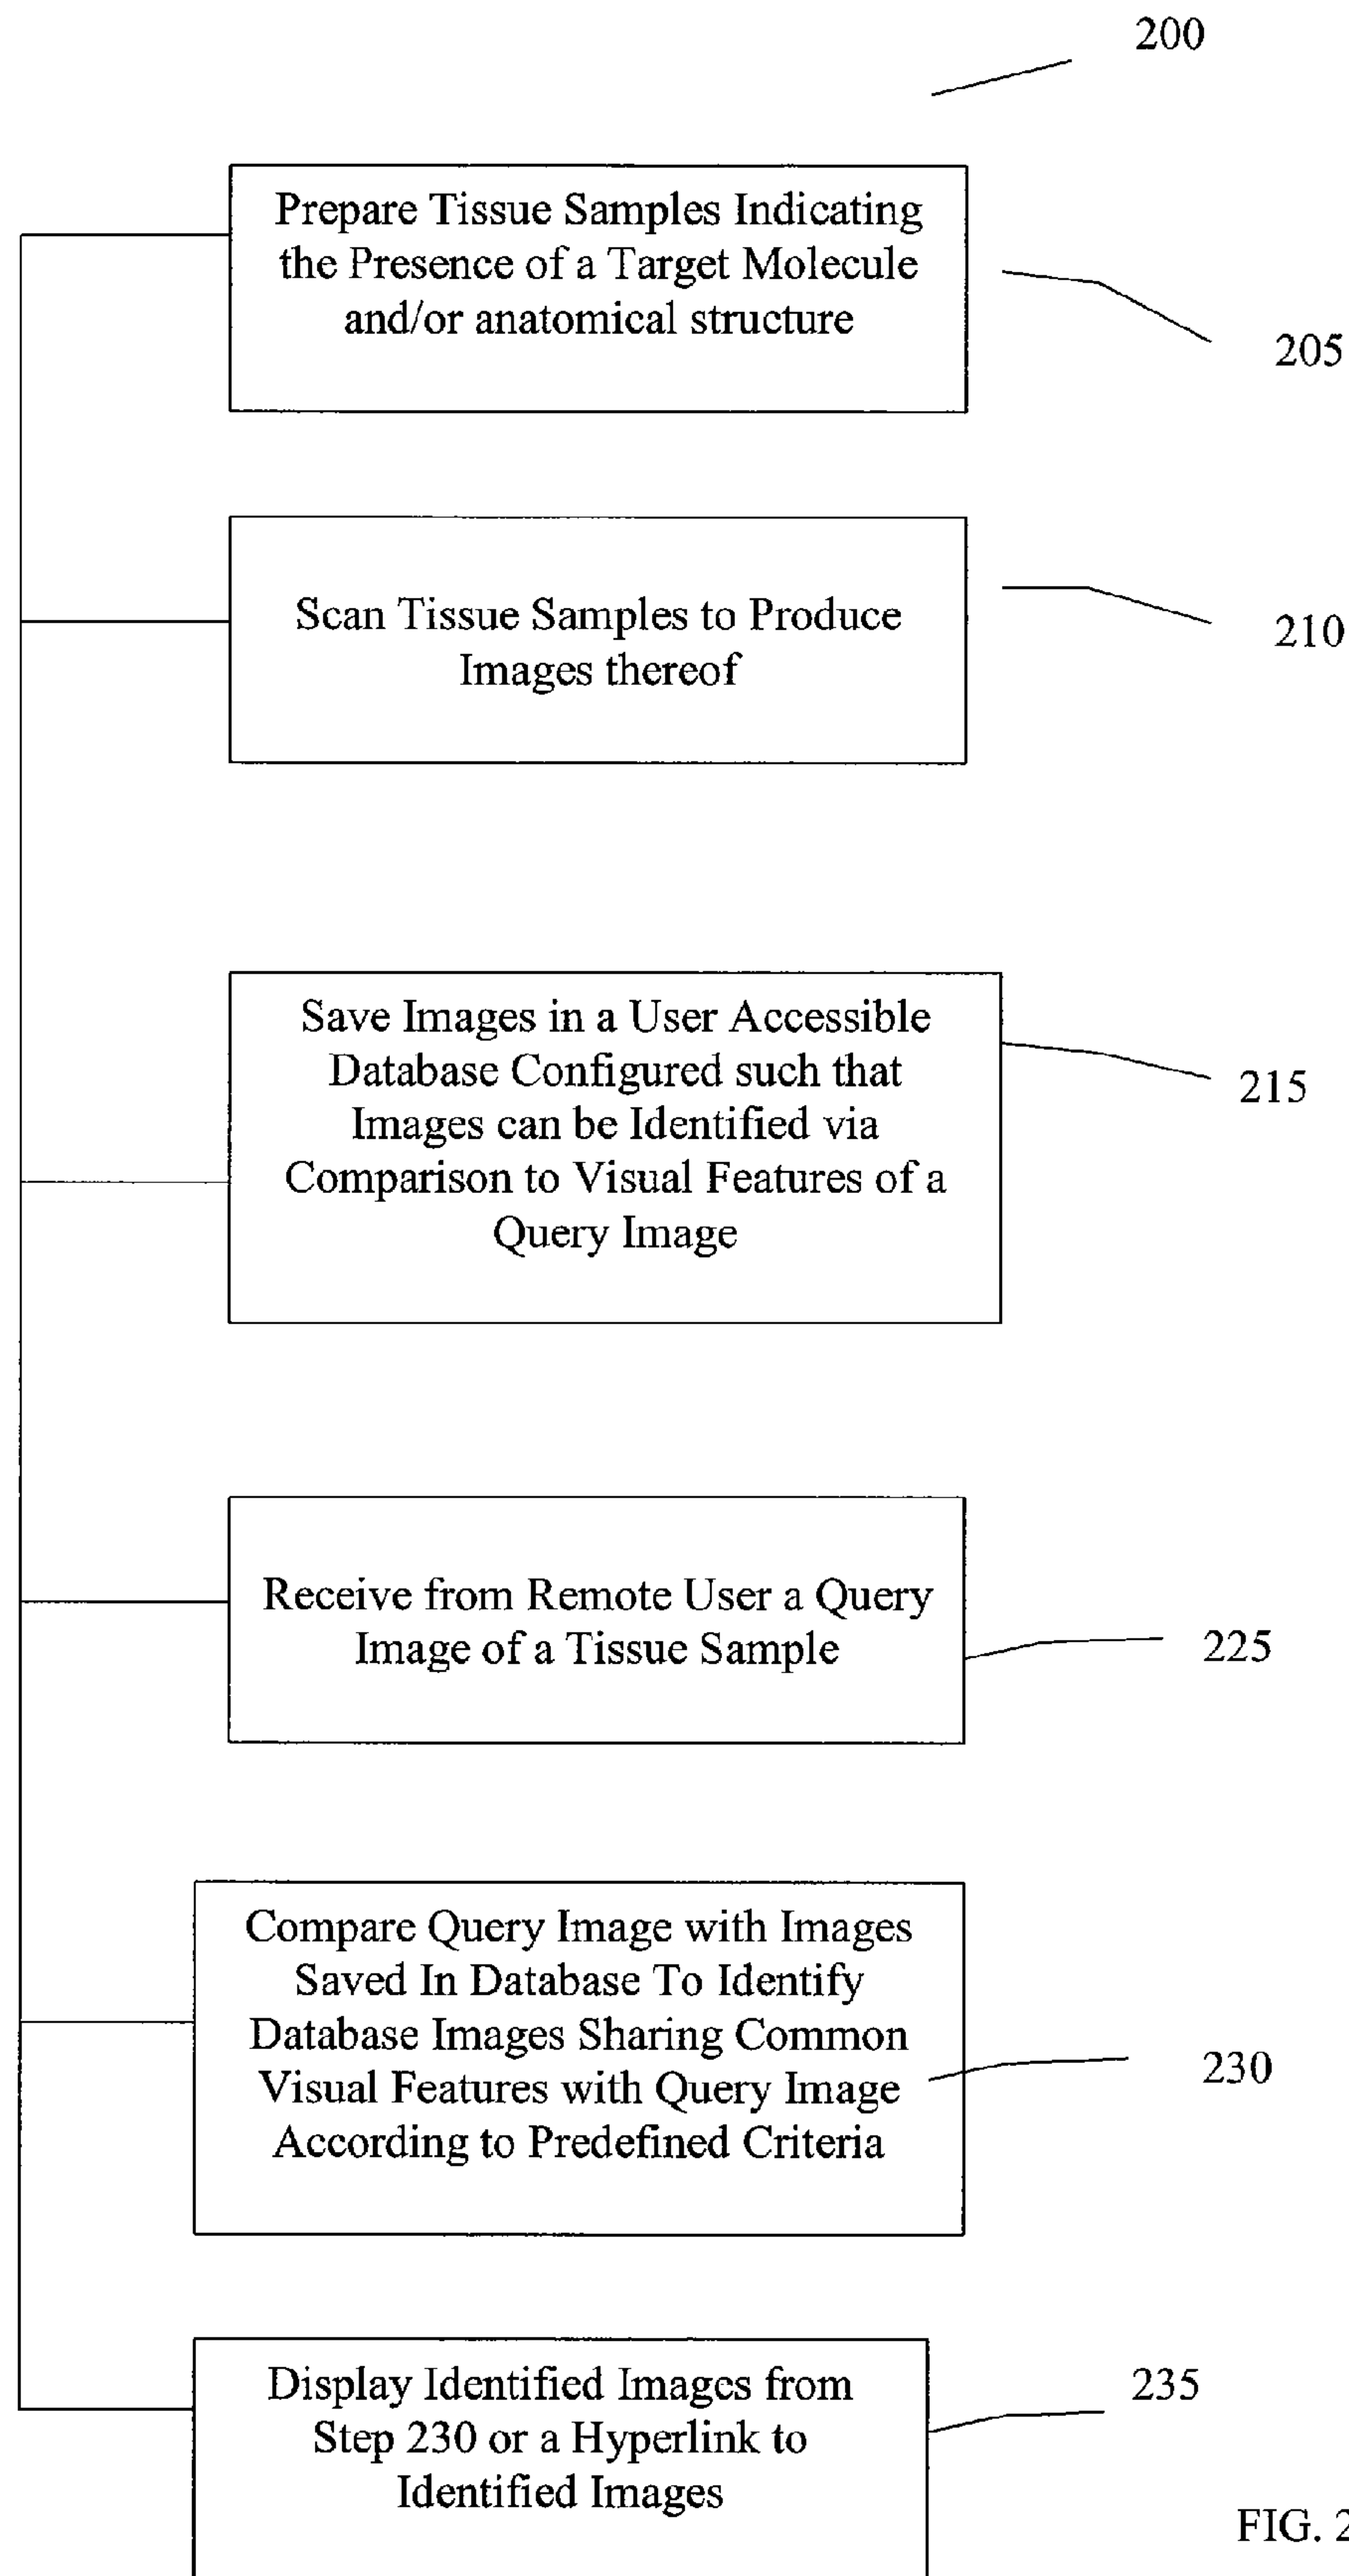 200
Prepare Tissue Samples Indicating
the Presence of a Target Molecule
and/or anatomical structure
205
Scan Tissue Samples to Produce
Images thereof
210
Save Images in a User Accessible
Database Configured such that
Images can be Identified via
Comparison to Visual Features of a
Query Image
215
Receive from Remote User a Query
Image of a Tissue Sample
225
Compare Query Image with Images
Saved In Database To Identify
Database Images Sharing Common
Visual Features with Query Image
According to Predefined Criteria
230
Display Identified Images from
Step 230 or a Hyperlink to
Identified Images
235
FIG. 2